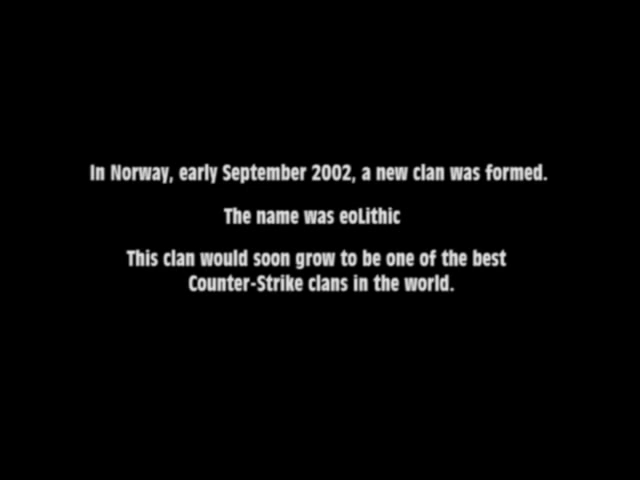 In Norway, early September 2002, a new clan was formed.
The name was eoLithic
This clan would soon grow to be one of the best
Counter-Strike clans in the world.